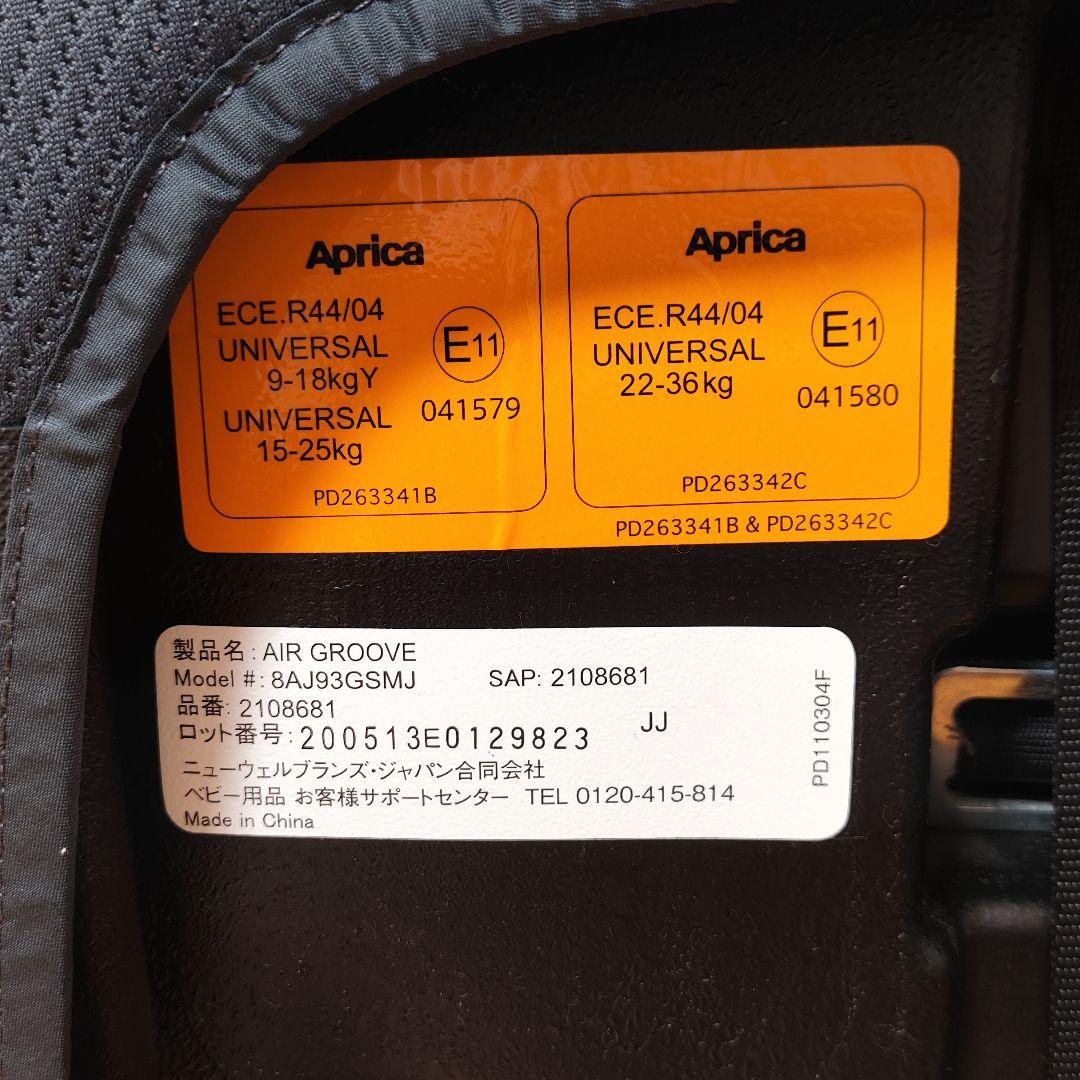 Aprica
ECE.R44/04
UNIVERSAL
9-18kgY
UNIVERSAL
15-25kg
E11
041579
PD263341B
Aprica
ECE.R44/04
UNIVERSAL
22-36kg
E11
041580
PD263342C
PD263341B & PD263342C
製品名: AIR GROOVE
Model #: 8AJ93GSMJ SAP: 2108681
品番: 2108681
ロット番号: 200513E0129823 JJ
ニューウェルブランズ・ジャパン合同会社
ベビー用品 お客様サポートセンター TEL 0120-415-814
Made in China
PD110304F